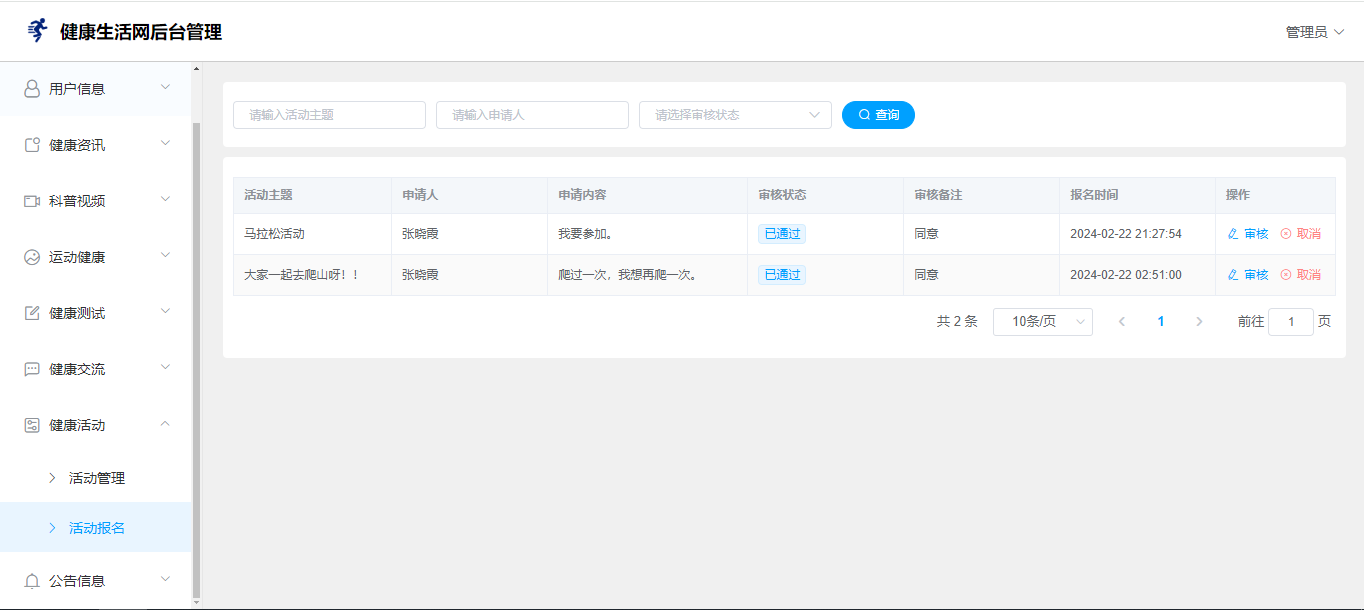 健康生活网后台管理
管理员
用户信息
健康资讯
科普视频
运动健康
健康测试
健康交流
健康活动
活动管理
活动报名
公告信息
请输入活动主题 请输入申请人 请选择审核状态 查询
活动主题 申请人 申请内容 审核状态 审核备注 报名时间 操作
马拉松活动 张晓霞 我要参加。 已通过 同意 2024-02-22 21:27:54 审核 取消
大家一起去爬山呀！！ 张晓霞 爬过一次，我想再爬一次。 已通过 同意 2024-02-22 02:51:00 审核 取消
共 2 条 10条/页 1 前往 1 页